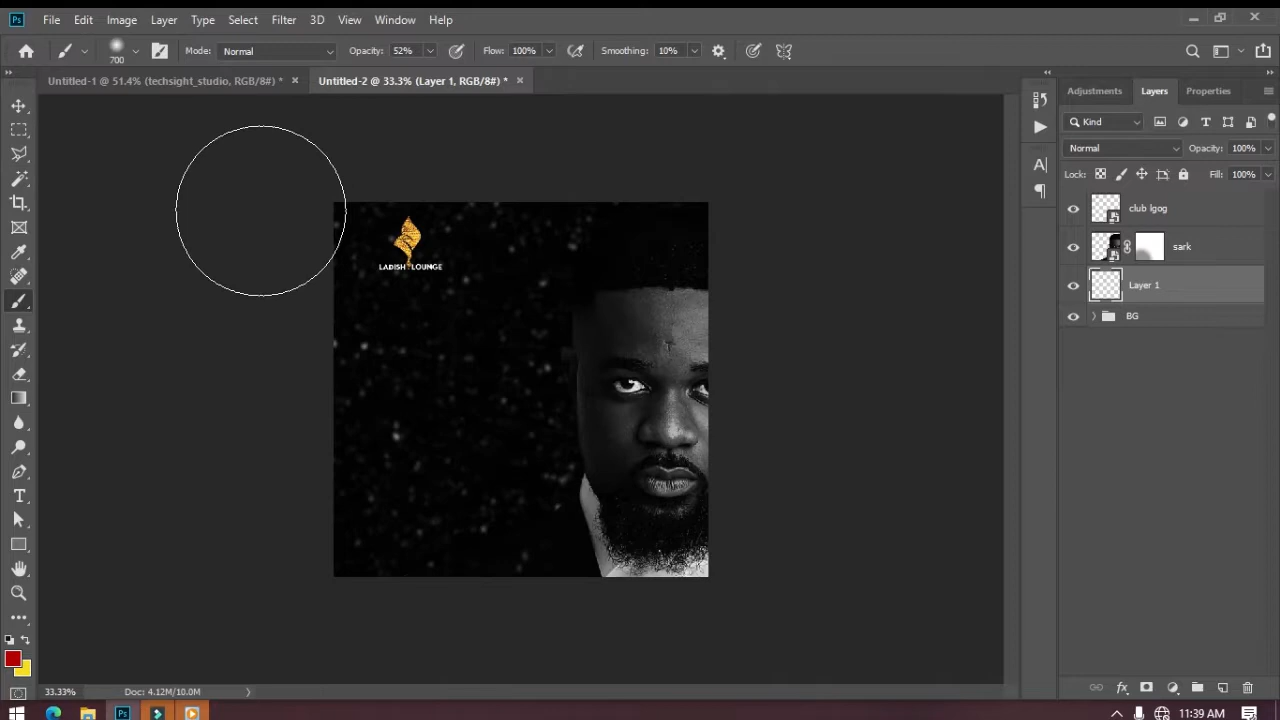 Ps File Edit Image Layer Type Select Filter 3D View Window Help
700 Mode: Normal Opacity: 52% Flow: 100% Smoothing: 10%
Untitled-1 @ 51.4% (techsight_studio, RGB/8#) * Untitled-2 @ 33.3% (Layer 1, RGB/8#) *
Adjustments Layers Properties
Kind
Normal Opacity: 100%
Lock: Fill: 100%
club lgog
sark
Layer 1
BG
LADISH LOUNGE
33.33% Doc: 4.12M/10.0M
Ps 11:39 AM